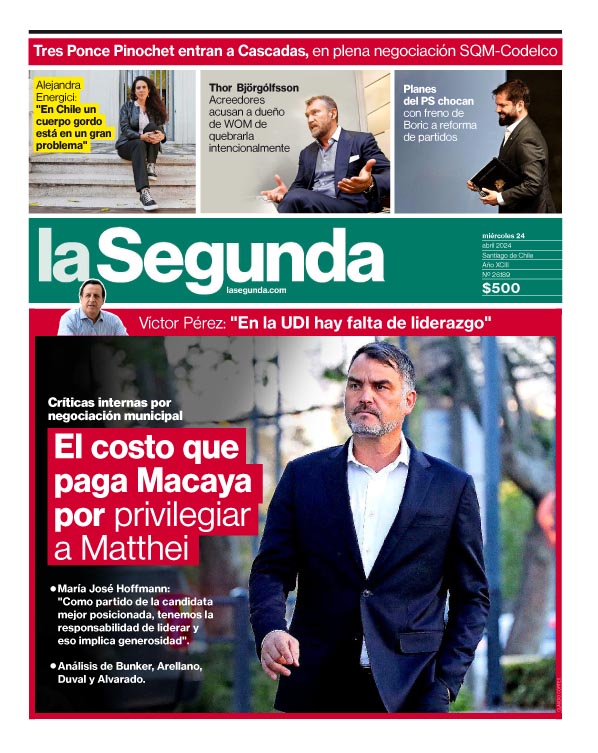 Tres Ponce Pinochet entran a Cascadas, en plena negociación SQM-Codelco
Alejandra
Energici:
"En Chile un
cuerpo gordo
está en un gran
problema"
Thor Björgólfsson
Acreedores
acusan a dueño
de WOM de
quebrarla
intencionalmente
Planes
del PS chocan
con freno de
Boric a reforma
de partidos
la Segunda
lasegunda.com
miércoles 24
abril 2024
Santiago de Chile
Año XCIII
Nº 26189
$500
Víctor Pérez: "En la UDI hay falta de liderazgo"
Críticas internas por
negociación municipal
El costo que
paga Macaya
por privilegiar
a Matthei
● María José Hoffmann:
"Como partido de la candidata
mejor posicionada, tenemos la
responsabilidad de liderar y
eso implica generosidad".
● Análisis de Bunker, Arellano,
Duval y Alvarado.